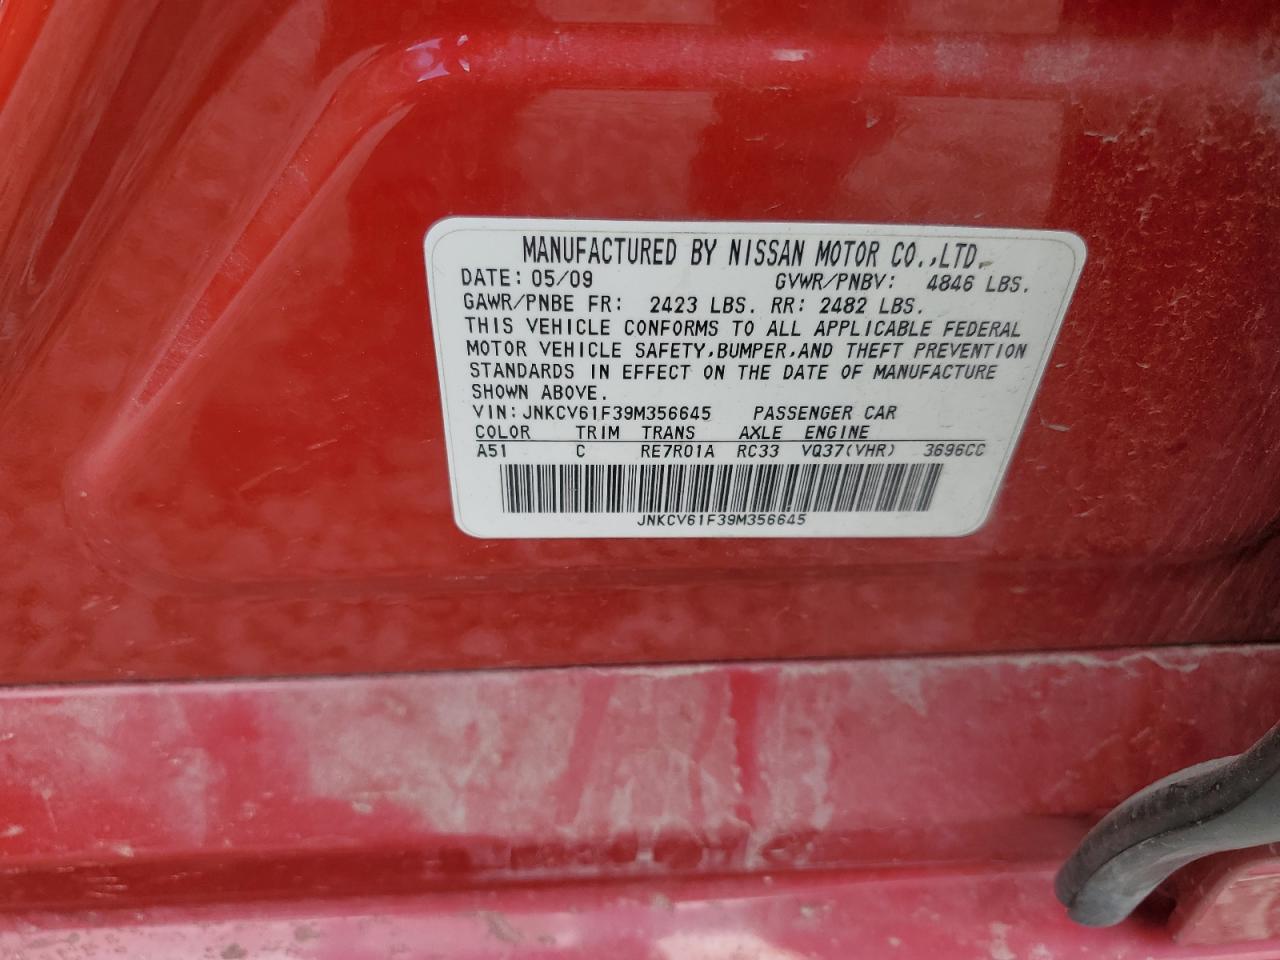 MANUFACTURED BY NISSAN MOTOR CO.,LTD.
DATE: 05/09 GVWR/PNBV: 4846 LBS.
GAWR/PNBE FR: 2423 LBS. RR: 2482 LBS.
THIS VEHICLE CONFORMS TO ALL APPLICABLE FEDERAL
MOTOR VEHICLE SAFETY,BUMPER,AND THEFT PREVENTION
STANDARDS IN EFFECT ON THE DATE OF MANUFACTURE
SHOWN ABOVE.
VIN: JNKCV61F39M356645 PASSENGER CAR
COLOR TRIM TRANS AXLE ENGINE
A51 C RE7R01A RC33 VQ37(VHR) 3696CC
JNKCV61F39M356645